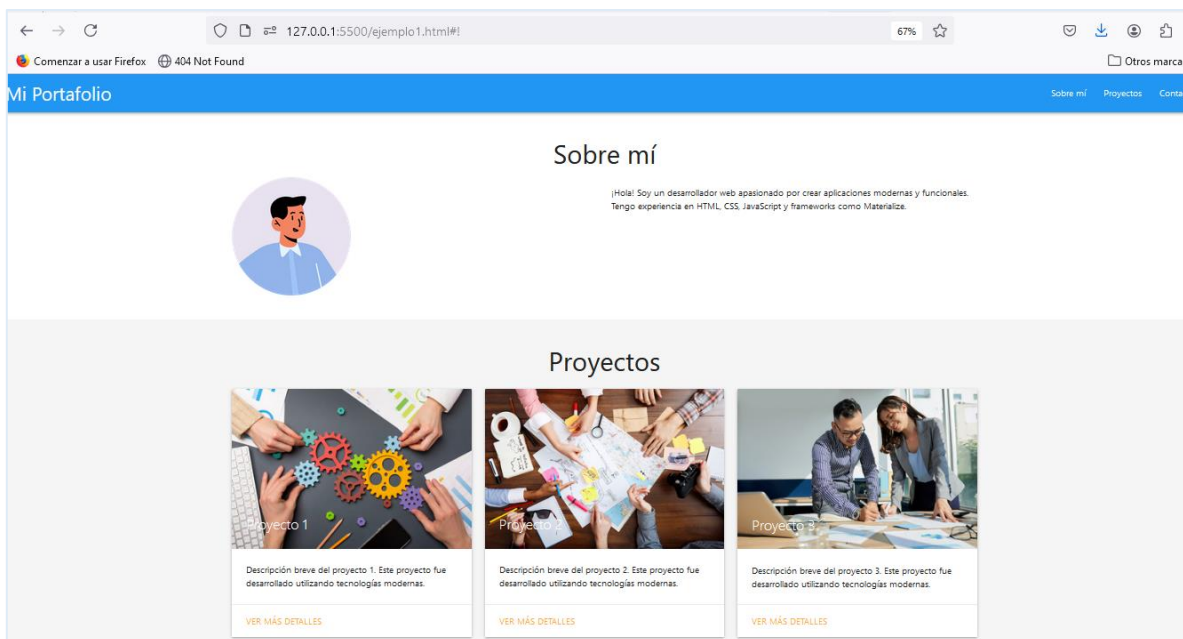 127.0.0.1:5500/ejemplo1.html#!
67%
Comenzar a usar Firefox
404 Not Found
Otros marca
Mi Portafolio
Sobre mí
Proyectos
Conta
Sobre mí
¡Hola! Soy un desarrollador web apasionado por crear aplicaciones modernas y funcionales.
Tengo experiencia en HTML, CSS, JavaScript y frameworks como Materialize.
Proyectos
Proyecto 1
Proyecto 2
Proyecto 3
Descripción breve del proyecto 1. Este proyecto fue
desarrollado utilizando tecnologías modernas.
Descripción breve del proyecto 2. Este proyecto fue
desarrollado utilizando tecnologías modernas.
Descripción breve del proyecto 3. Este proyecto fue
desarrollado utilizando tecnologías modernas.
VER MÁS DETALLES
VER MÁS DETALLES
VER MÁS DETALLES